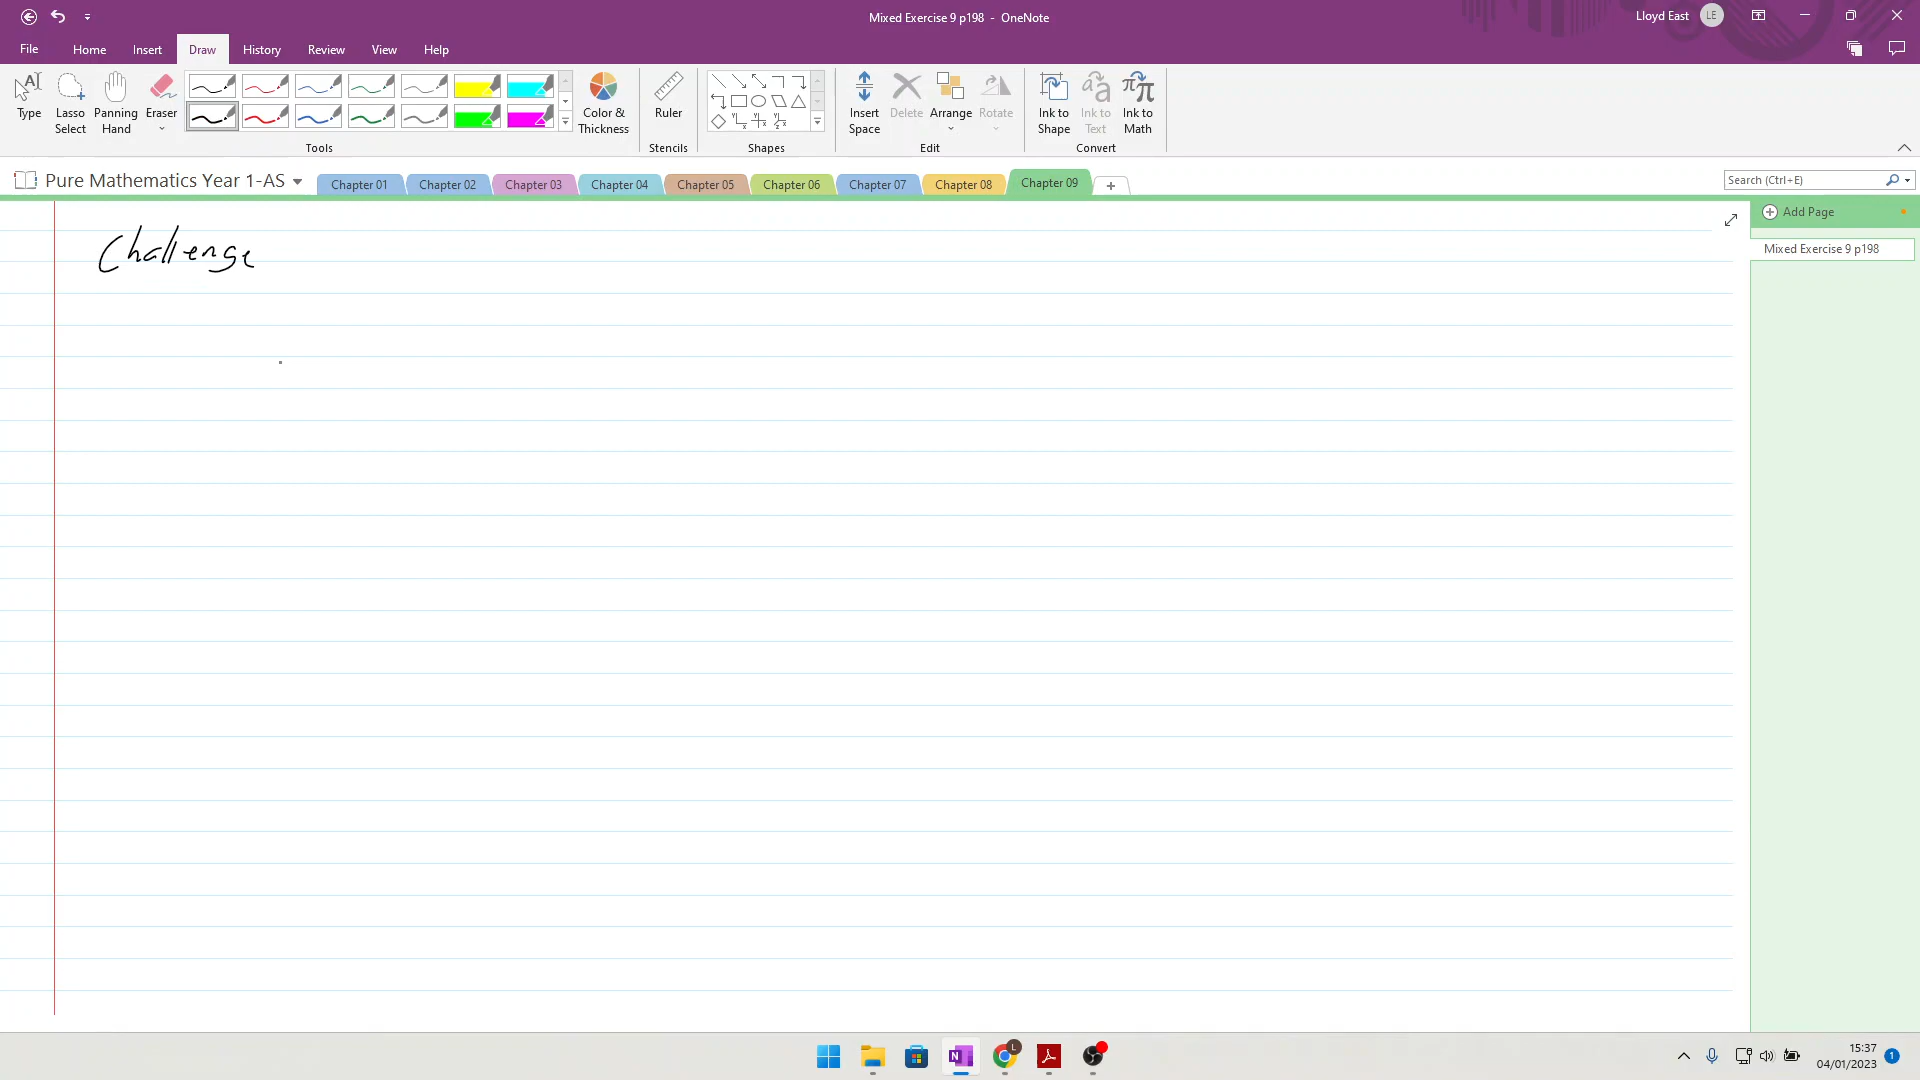 Mixed Exercise 9 p198 - OneNote
Lloyd East LE
File Home Insert Draw History Review View Help
Type
Lasso Select
Panning Hand
Eraser
Color & Thickness
Ruler
Insert Space
Delete
Arrange
Rotate
Ink to Shape
Ink to Text
Ink to Math
Tools Stencils Shapes Edit Convert
Pure Mathematics Year 1-AS Chapter 01 Chapter 02 Chapter 03 Chapter 04 Chapter 05 Chapter 06 Chapter 07 Chapter 08 Chapter 09 Search (Ctrl+E)
Add Page
Mixed Exercise 9 p198
Challenge
15:37
04/01/2023
1